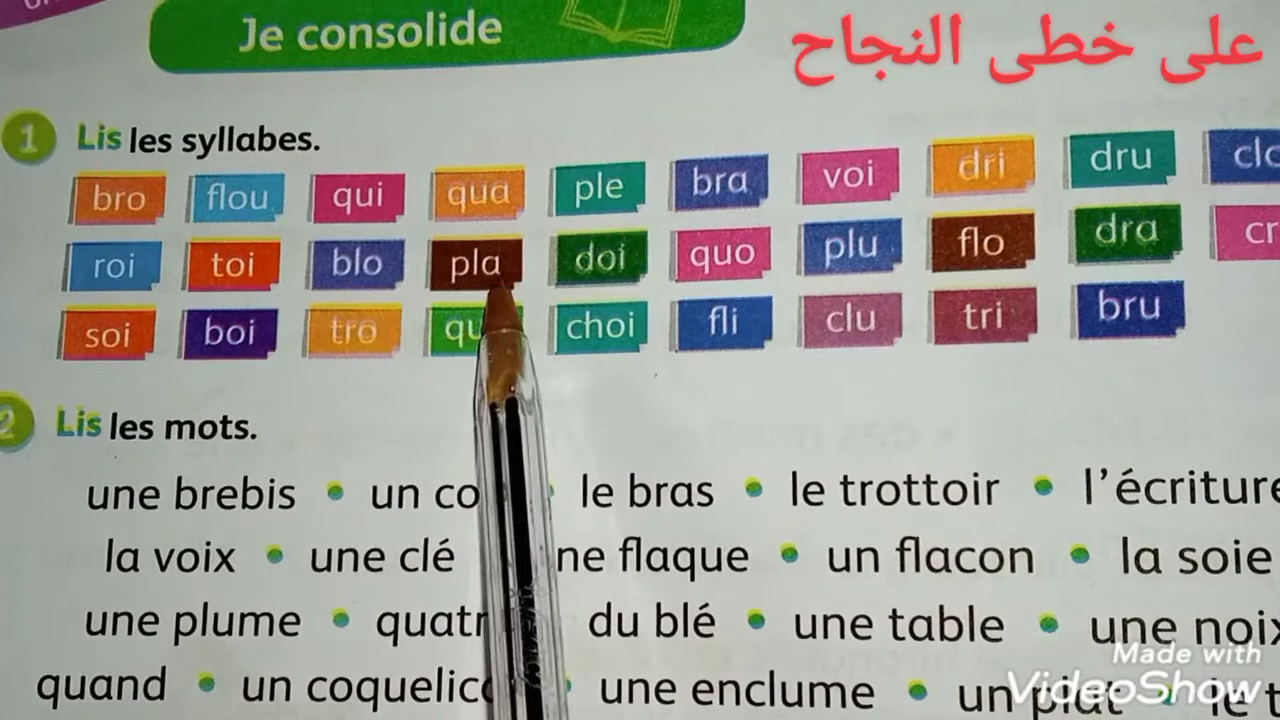 Je consolide
على خطى النجاح
1 Lis les syllabes.
bro flou qui qua ple bra voi dri dru
roi toi blo pla doi quo plu flo dra
soi boi tro choi fli clu tri bru
2 Lis les mots.
une brebis • un • le bras • le trottoir • l'écriture
la voix • une clé flaque • un flacon • la soie
une plume • du blé • une table • une noix
quand • un • une enclume • un plat •
Made with
VideoShow